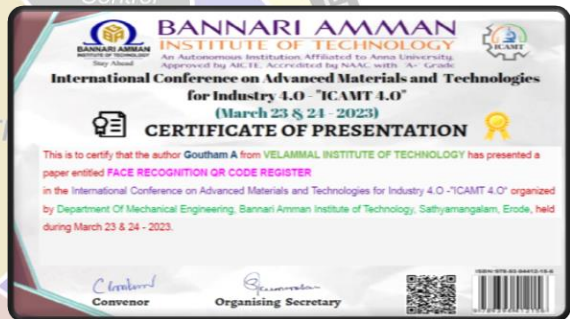 Control
BANNARI AMMAN
INSTITUTE OF TECHNOLOGY
Stay Ahead
BANNARI AMMAN
INSTITUTE OF TECHNOLOGY
An Autonomous Institution Affiliated to Anna University
Approved by AICTE, Accredited by NAAC with 'A+' Grade
ICAMT
International Conference on Advanced Materials and Technologies
for Industry 4.0 - "ICAMT 4.0"
(March 23 & 24 - 2023)
CERTIFICATE OF PRESENTATION
This is to certify that the author Goutham A from VELAMMAL INSTITUTE OF TECHNOLOGY has presented a
paper entitled FACE RECOGNITION QR CODE REGISTER
in the International Conference on Advanced Materials and Technologies for Industry 4.O -"ICAMT 4.O" organized
by Department Of Mechanical Engineering, Bannari Amman Institute of Technology, Sathyamangalam, Erode, held
during March 23 & 24 - 2023.
Convenor
Organising Secretary